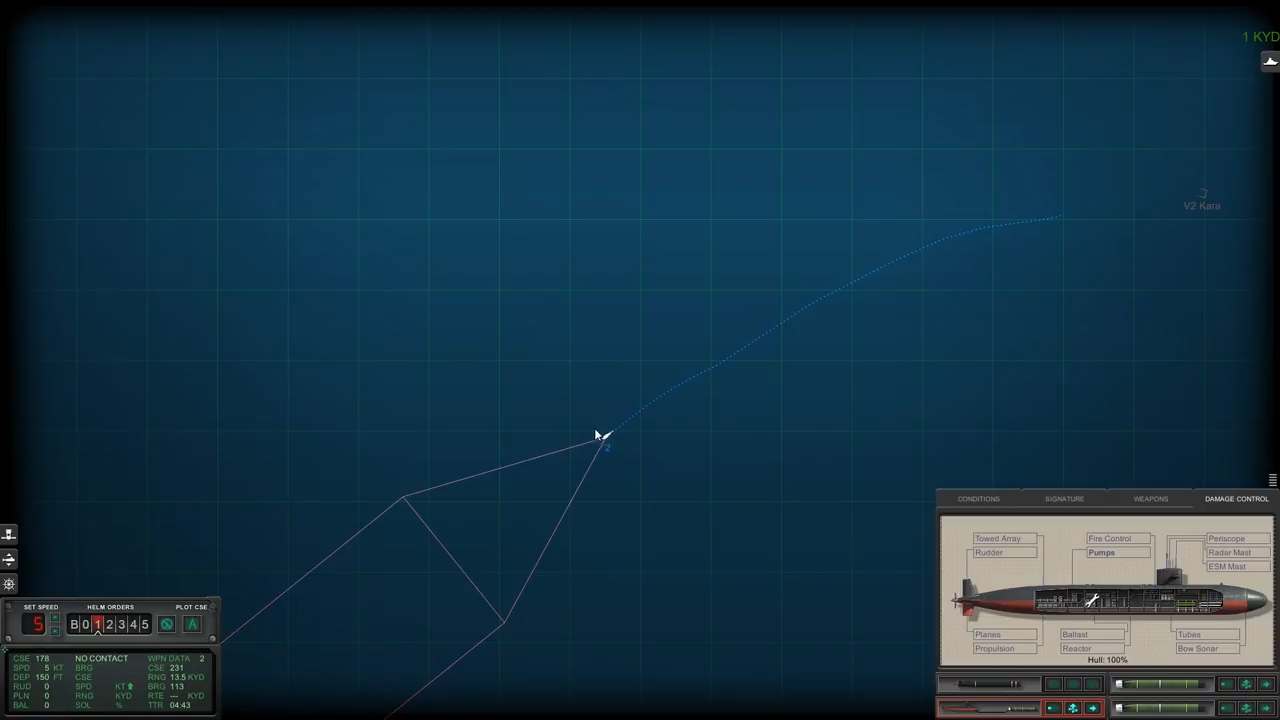 1 KYD
V2 Kara
2
CONDITIONS SIGNATURE WEAPONS DAMAGE CONTROL
Towed Array Fire Control Periscope
Rudder Pumps Radar Mast
ESM Mast
Planes Ballast Tubes
Propulsion Reactor Bow Sonar
Hull: 100%
SET SPEED HELM ORDERS PLOT CSE
5 B 0 1 2 3 4 5 A
CSE 178 NO CONTACT WPN DATA 2
SPD 5 KT BRG CSE 231
DEP 150 FT CSE RNG 13.5 KYD
RUD 0 SPD KT BRG 113
PLN 0 RNG KYD RTE --- KYD
BAL 0 SOL % TTR 04:43